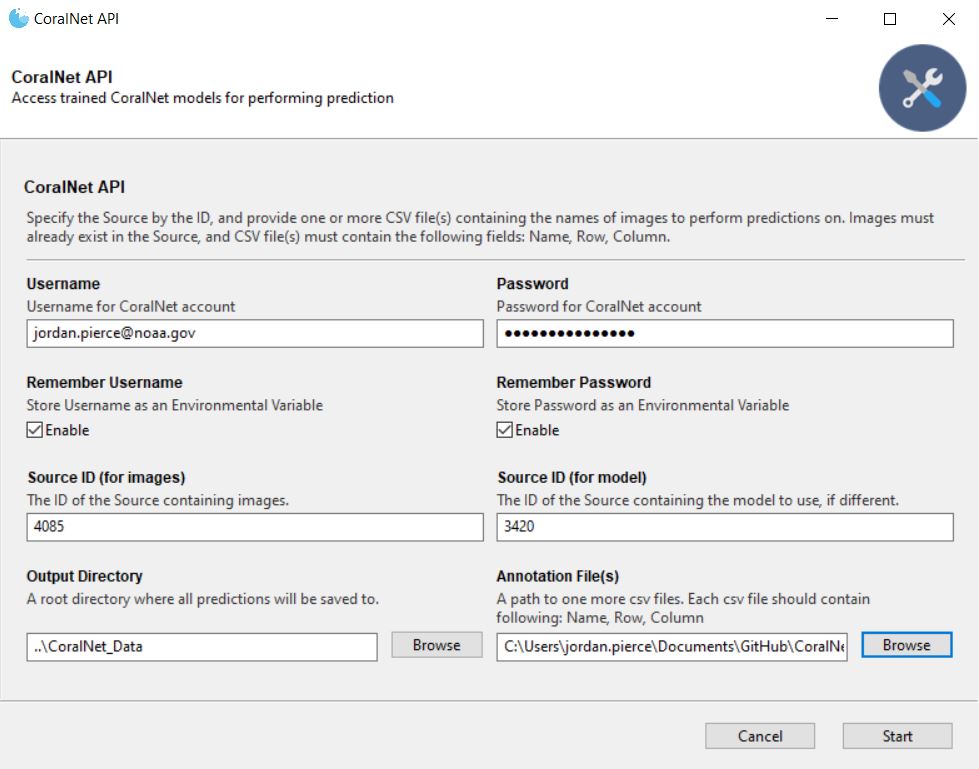 CoralNet API
CoralNet API
Access trained CoralNet models for performing prediction
CoralNet API
Specify the Source by the ID, and provide one or more CSV file(s) containing the names of images to perform predictions on. Images must
already exist in the Source, and CSV file(s) must contain the following fields: Name, Row, Column.
Username
Username for CoralNet account
jordan.pierce@noaa.gov
Password
Password for CoralNet account
●●●●●●●●●●●●●●●
Remember Username
Store Username as an Environmental Variable
Enable
Remember Password
Store Password as an Environmental Variable
Enable
Source ID (for images)
The ID of the Source containing images.
4085
Source ID (for model)
The ID of the Source containing the model to use, if different.
3420
Output Directory
A root directory where all predictions will be saved to.
..\CoralNet_Data
Browse
Annotation File(s)
A path to one more csv files. Each csv file should contain
following: Name, Row, Column
C:\Users\jordan.pierce\Documents\GitHub\CoralNe
Browse
Cancel
Start